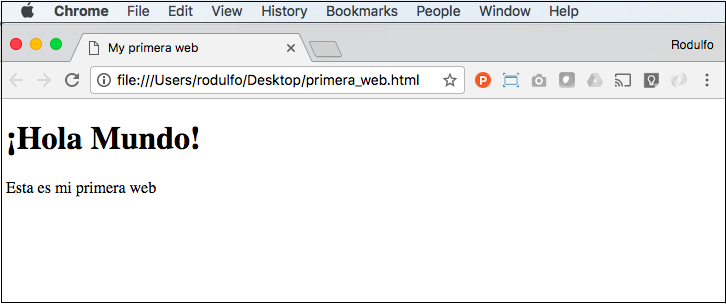 Chrome File Edit View History Bookmarks People Window Help
My primera web
Rodulfo
file:///Users/rodulfo/Desktop/primera_web.html
¡Hola Mundo!
Esta es mi primera web